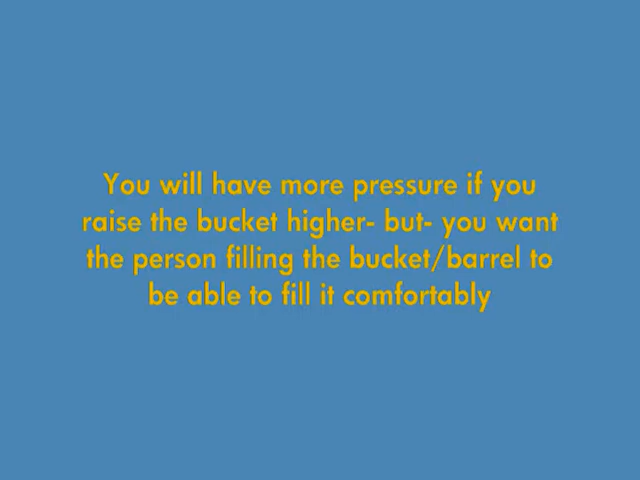 You will have more pressure if you
raise the bucket higher- but- you want
the person filling the bucket/barrel to
be able to fill it comfortably